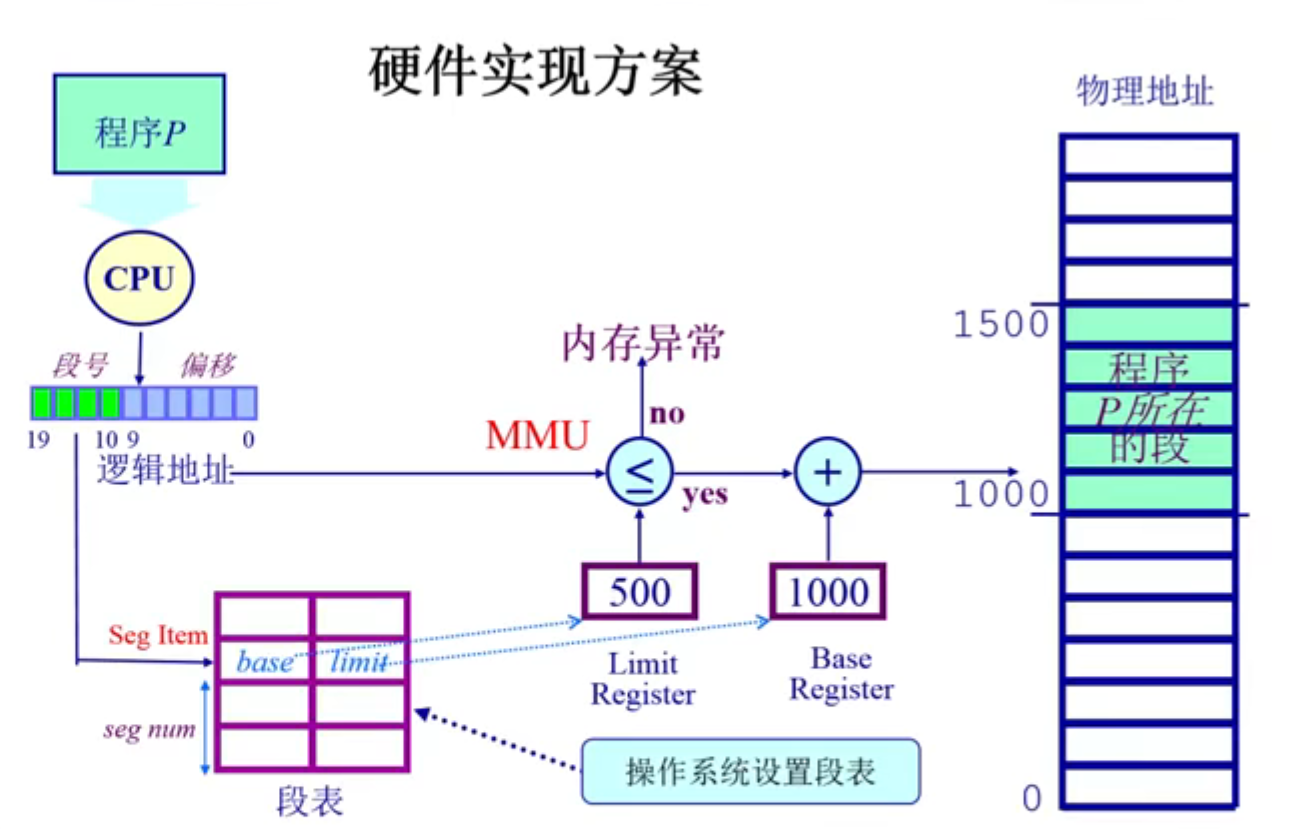 硬件实现方案
物理地址
程序P
CPU
段号
偏移
19
10
9
0
逻辑地址
MMU
内存异常
no
≤
yes
+
1500
程序
P所在
的段
1000
0
500
1000
Limit
Register
Base
Register
Seg Item
base
limit
seg num
段表
操作系统设置段表